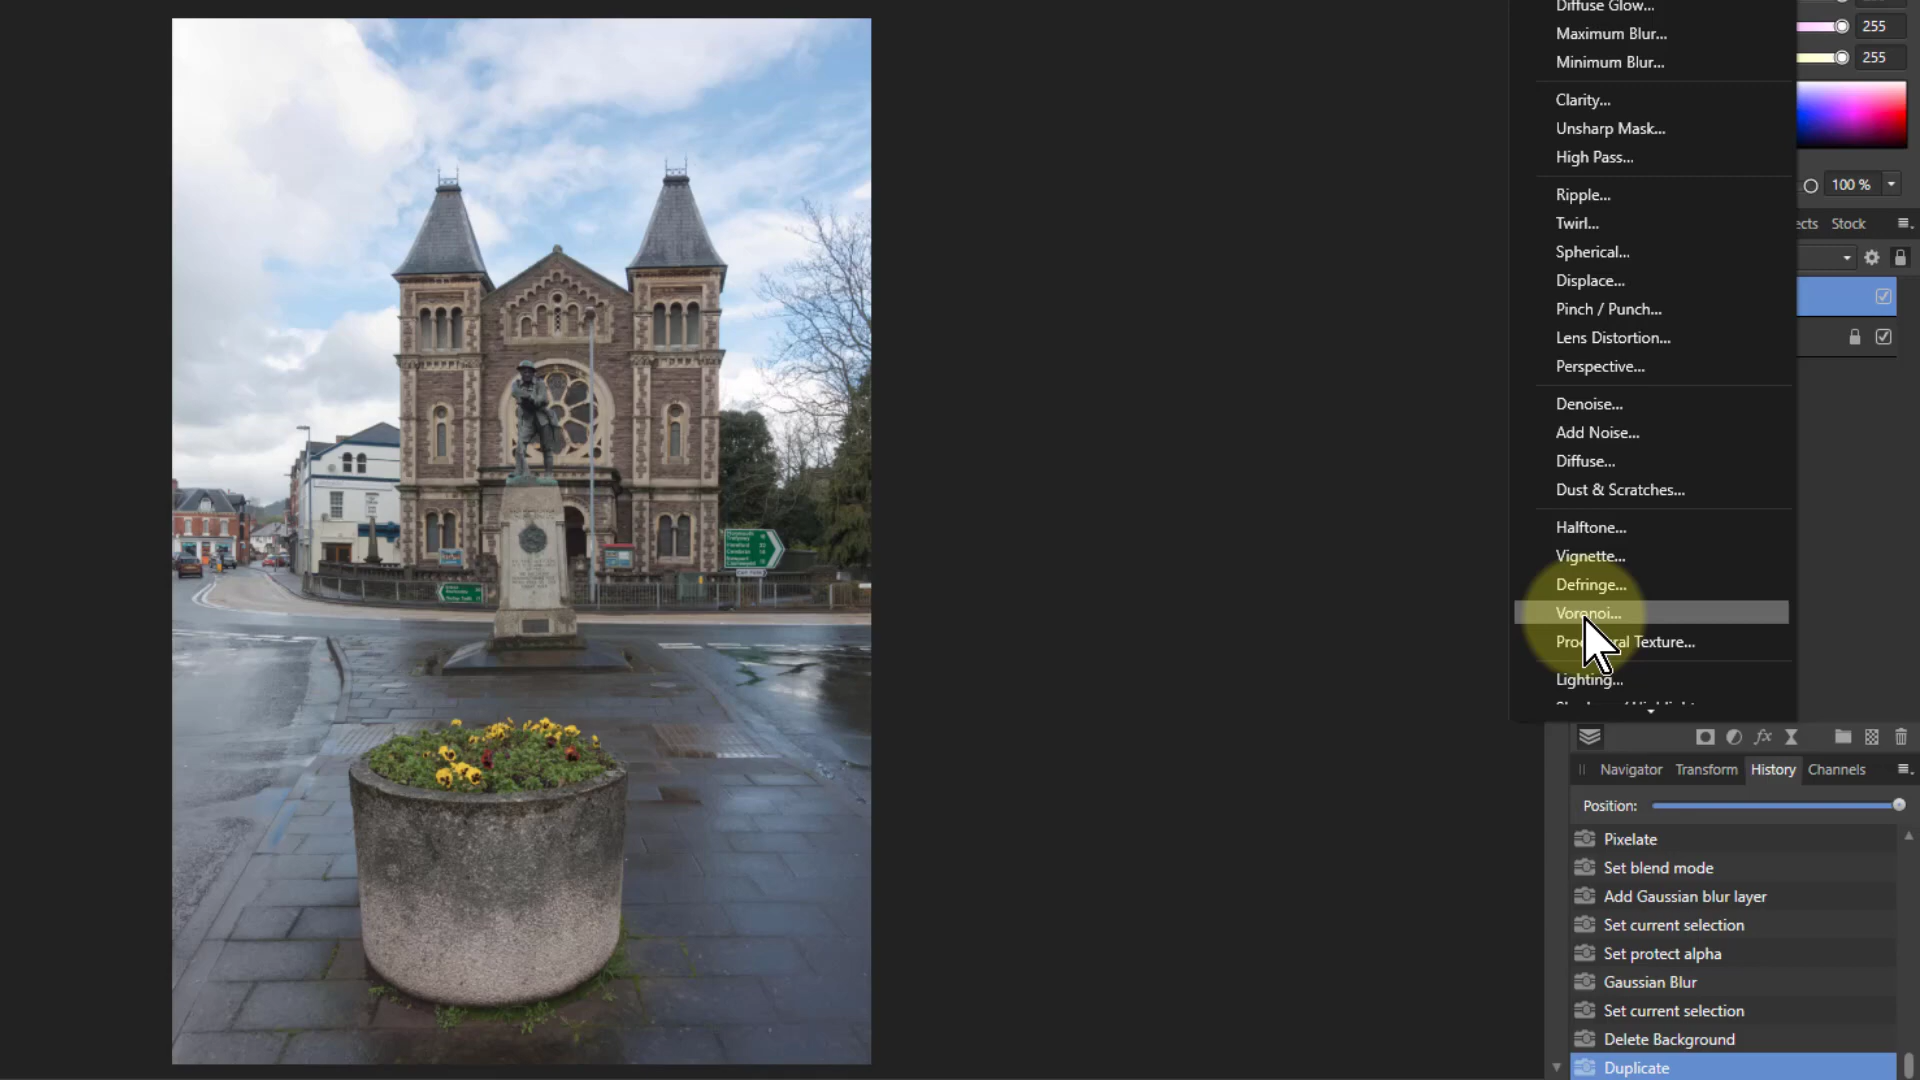 Diffuse Glow...
Maximum Blur...
Minimum Blur...
Clarity...
Unsharp Mask...
High Pass...
Ripple...
Twirl...
Spherical...
Displace...
Pinch / Punch...
Lens Distortion...
Perspective...
Denoise...
Add Noise...
Diffuse...
Dust & Scratches...
Halftone...
Vignette...
Defringe...
Voronoi...
Texture...
Lighting...
255
255
100 %
Stock
Navigator
Transform
History
Channels
Position:
Pixelate
Set blend mode
Add Gaussian blur layer
Set current selection
Set protect alpha
Gaussian Blur
Set current selection
Delete Background
Duplicate